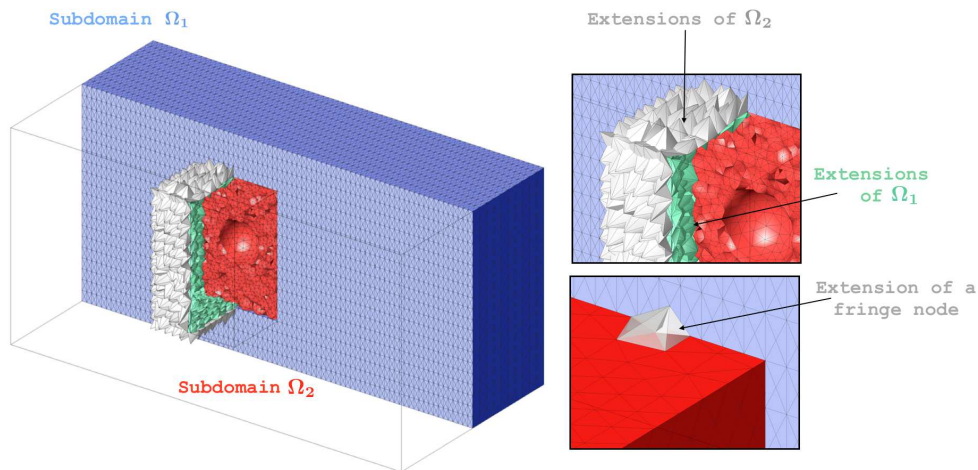 Subdomain Ω₁
Extensions of Ω₂
Extensions
of Ω₁
Extension of a
fringe node
Subdomain Ω₂